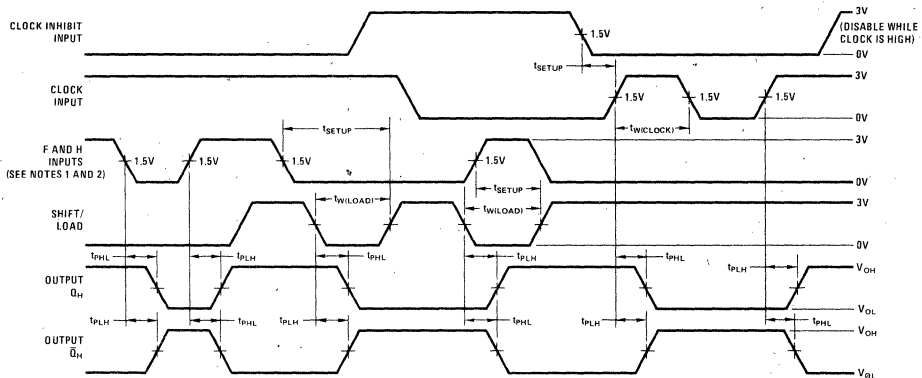 CLOCK INHIBIT
INPUT
1.5V
3V
(DISABLE WHILE
CLOCK IS HIGH)
0V
tSETUP
CLOCK
INPUT
1.5V
1.5V
1.5V
3V
0V
tW(CLOCK)
F AND H
INPUTS
(SEE NOTES 1 AND 2)
1.5V
1.5V
tSETUP
1.5V
1.5V
tSETUP
3V
0V
SHIFT/
LOAD
tW(LOAD)
tW(LOAD)
3V
0V
OUTPUT
QH
tPHL
tPLH
tPHL
tPLH
tPHL
tPLH
VOH
VOL
OUTPUT
Q̅H
tPLH
tPHL
tPLH
tPHL
tPLH
tPHL
VOH
VOL